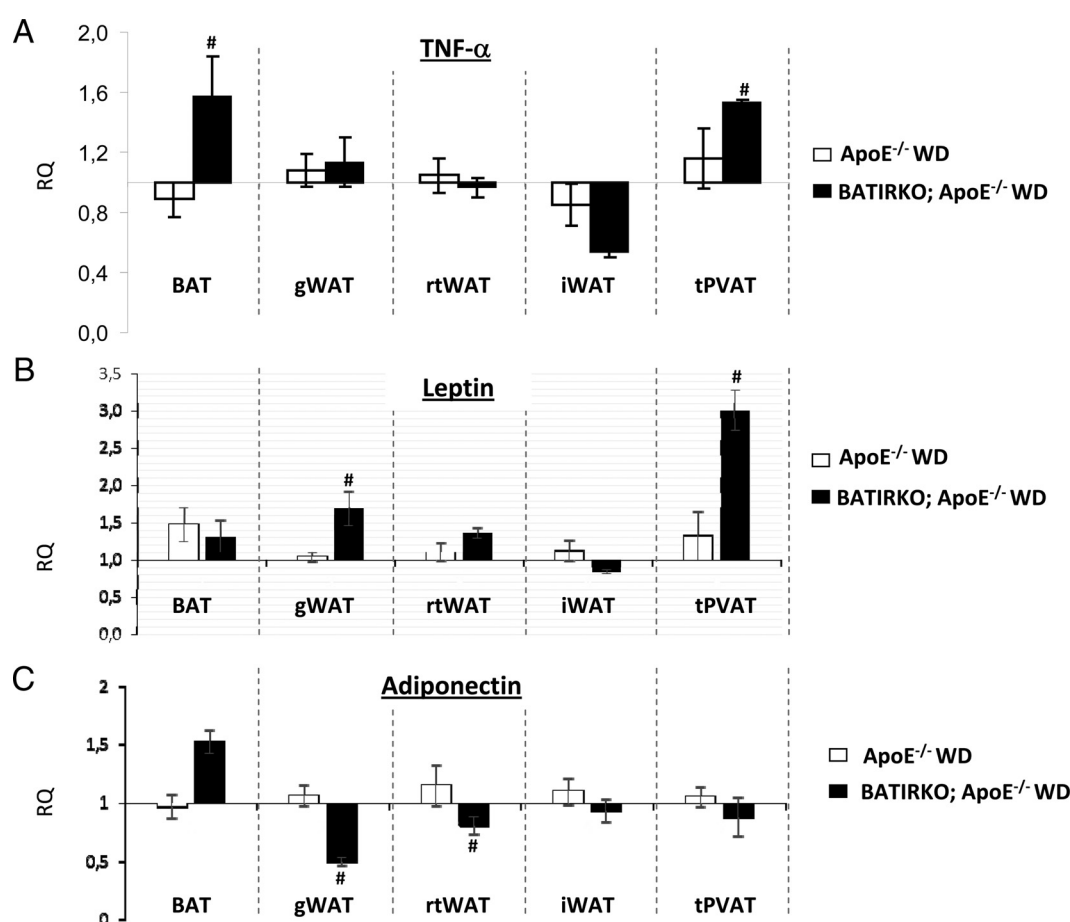 A
TNF-α
RQ
2,0
1,6
1,2
0,8
0,4
0,0
#
#
BAT gWAT rtWAT iWAT tPVAT
ApoE-/- WD
BATIRKO; ApoE-/- WD
B
Leptin
RQ
3,5
3,0
2,5
2,0
1,5
1,0
0,5
0,0
#
#
BAT gWAT rtWAT iWAT tPVAT
ApoE-/- WD
BATIRKO; ApoE-/- WD
C
Adiponectin
RQ
2
1,5
1
0,5
0
#
#
BAT gWAT rtWAT iWAT tPVAT
ApoE-/- WD
BATIRKO; ApoE-/- WD